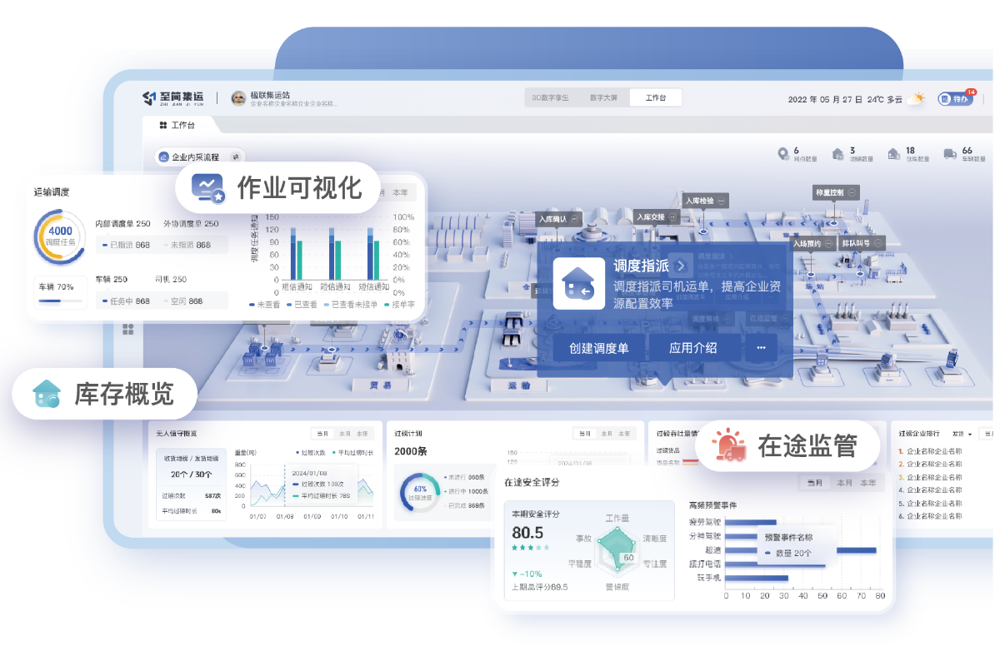 至简集运
ZHI JIAN JI YUN
楹联集运站
企业名称企业名称企业企业名称...
3D数字孪生
数字大屏
工作台
2022 年 05 月 27 日 24℃ 多云
待办
14
工作台
企业内采流程
6
网点数量
3
地磅数量
18
仓库数量
66
车辆数量
作业可视化
运输调度
月
本年
4000
调度任务
内部调度单 250
外协调度单 250
已指派 868
未指派 868
车辆 70%
车辆 250
司机 250
任务中 868
空闲 868
调度任务通知
150
120
90
60
30
0
0
100%
80%
60%
40%
20%
0%
0%
短信通知
短信通知
短信通知
未查看
已查看
已查看未接单
接单率
称重控制
入库检验
入库交接
入库确认
入场预约
排队叫号
调度指派
调度指派司机运单，提高企业资
源配置效率
创建调度单
应用介绍
...
调度指派
调度审核
在途监管
应用介绍
场 站
贸 易
运 输
库存概览
在途监管
无人值守概览
当月
本月
本年
收货地磅 / 发货地磅
20个 / 30个
过磅次数
587次
平均过磅时长
80s
重量(吨)
过磅次数
平均过磅时长
800
600
400
200
0
2024/01/08
过磅次数 100次
平均过磅时长 78S
01/07
01/08
01/09
01/10
01/11
过磅计划
当月
本月
本年
2000条
60%
过磅进度
未进行 868条
进行中 1000条
已完成 868条
150
120
2024/01/06
过磅吞吐量情
过磅货品
货品名称
过磅企业排行
发货
当月
1. 企业名称企业名称
2. 企业名称企业名称
3. 企业名称企业名称
4. 企业名称企业名称
5. 企业名称企业名称
6. 企业名称企业名称
在途安全评分
当月
本月
本年
本期安全评分
80.5
-10%
上期总评分89.5
工作量
事故
清晰度
50
平稳度
专注度
警惕度
高频预警事件
疲劳驾驶
分神驾驶
超速
拨打电话
玩手机
预警事件名称
数量 20个
0
10
20
30
40
50
60
70
80